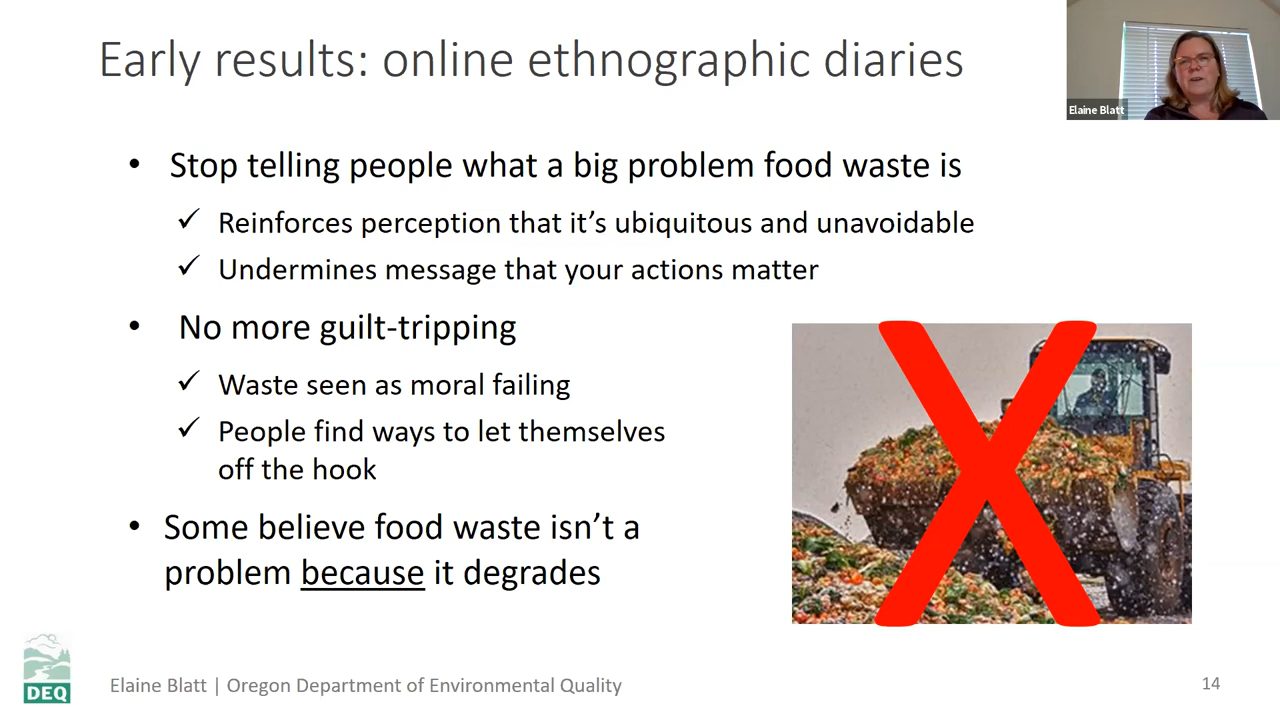 Early results: online ethnographic diaries
Elaine Blatt
• Stop telling people what a big problem food waste is
✓ Reinforces perception that it’s ubiquitous and unavoidable
✓ Undermines message that your actions matter
• No more guilt-tripping
✓ Waste seen as moral failing
✓ People find ways to let themselves
off the hook
• Some believe food waste isn’t a
problem because it degrades
DEQ
Elaine Blatt | Oregon Department of Environmental Quality
14